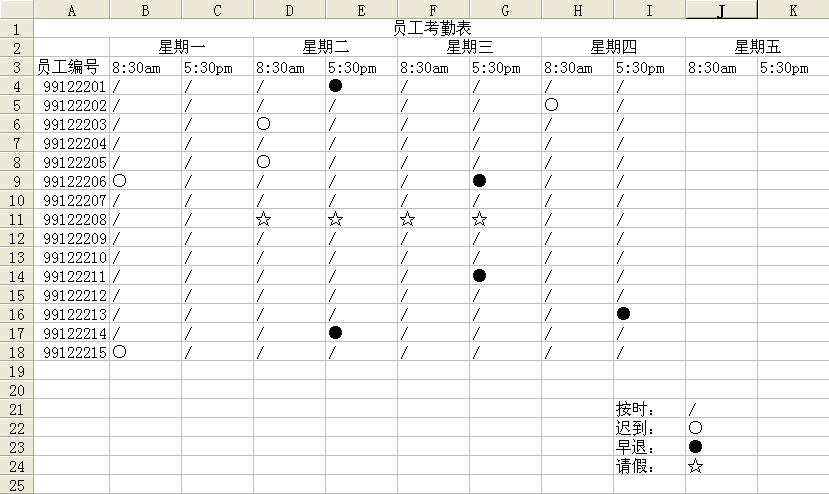 A B C D E F G H I J K
1 员工考勤表
2 星期一 星期二 星期三 星期四 星期五
3 员工编号 8:30am 5:30pm 8:30am 5:30pm 8:30am 5:30pm 8:30am 5:30pm 8:30am 5:30pm
4 99122201 / / / ● / / / /
5 99122202 / / / / / / ○ /
6 99122203 / / ○ / / / / /
7 99122204 / / / / / / / /
8 99122205 / / ○ / / / / /
9 99122206 ○ / / / / ● / /
10 99122207 / / / / / / / /
11 99122208 / / ☆ ☆ ☆ ☆ / /
12 99122209 / / / / / / / /
13 99122210 / / / / / / / /
14 99122211 / / / / / ● / /
15 99122212 / / / / / / / /
16 99122213 / / / / / / / ●
17 99122214 / / / ● / / / /
18 99122215 ○ / / / / / / /
19
20
21 按时： /
22 迟到： ○
23 早退： ●
24 请假： ☆
25